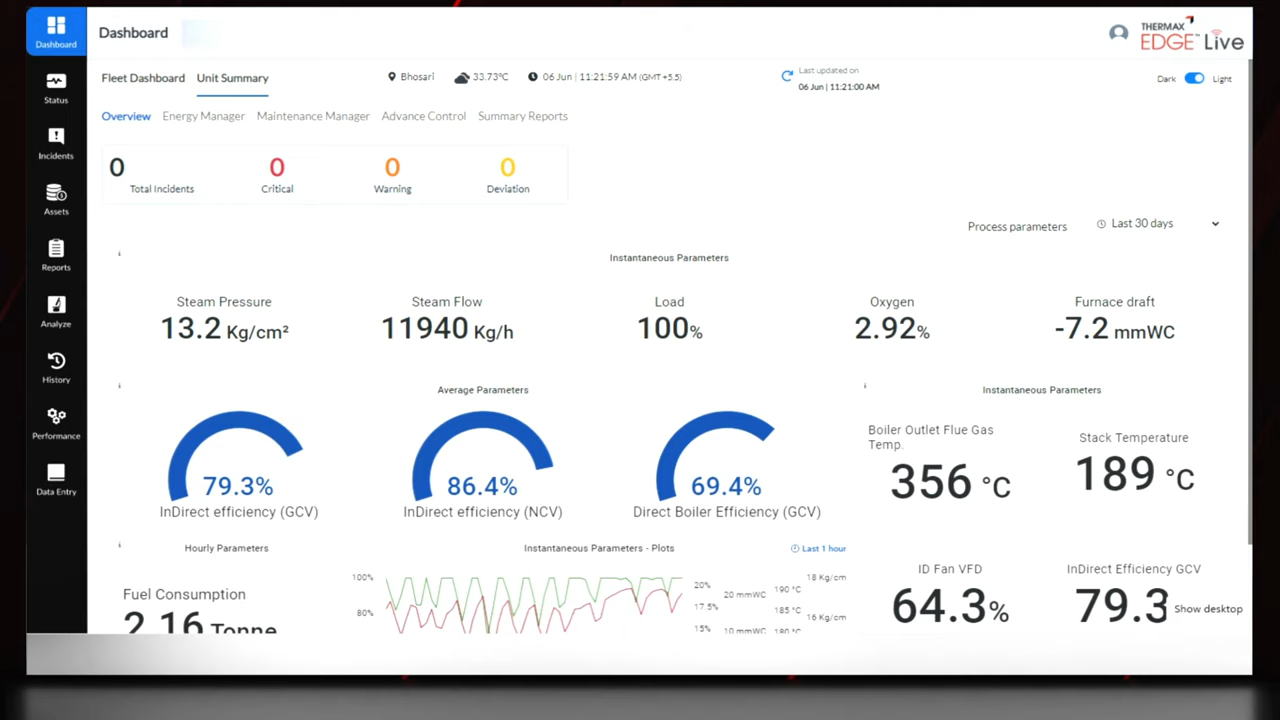 Dashboard
Dashboard
THERMAX
EDGE™ Live
Fleet Dashboard
Unit Summary
Bhosari
33.73°C
06 Jun | 11:21:59 AM (GMT +5.5)
Last updated on
06 Jun | 11:21:00 AM
Dark
Light
Status
Incidents
Assets
Reports
Analyze
History
Performance
Data Entry
Overview
Energy Manager
Maintenance Manager
Advance Control
Summary Reports
0
Total Incidents
0
Critical
0
Warning
0
Deviation
Process parameters
Last 30 days
i
Instantaneous Parameters
Steam Pressure
13.2 Kg/cm²
Steam Flow
11940 Kg/h
Load
100%
Oxygen
2.92%
Furnace draft
-7.2 mmWC
i
Average Parameters
79.3%
InDirect efficiency (GCV)
86.4%
InDirect efficiency (NCV)
69.4%
Direct Boiler Efficiency (GCV)
i
Instantaneous Parameters
Boiler Outlet Flue Gas
Temp.
356 °C
Stack Temperature
189 °C
i
Hourly Parameters
Fuel Consumption
2.16 Tonne
Instantaneous Parameters - Plots
Last 1 hour
100%
80%
20%
17.5%
15%
20 mmWC
10 mmWC
190 °C
185 °C
180 °C
18 Kg/cm
16 Kg/cm
ID Fan VFD
64.3%
InDirect Efficiency GCV
79.3
Show desktop